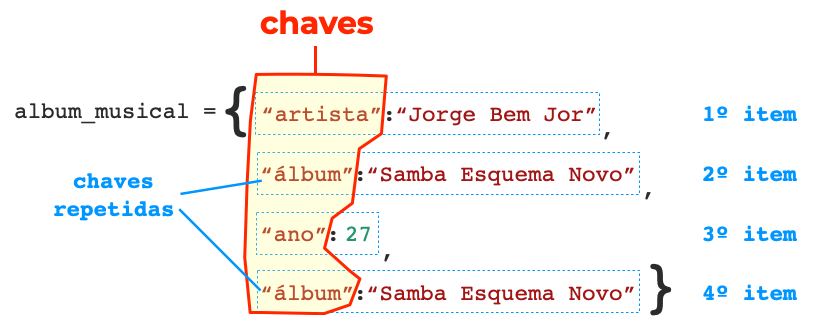 chaves
album_musical = {
“artista”:“Jorge Bem Jor”, 1º item
“álbum”:“Samba Esquema Novo”, 2º item
chaves
repetidas
“ano”:27, 3º item
“álbum”:“Samba Esquema Novo”} 4º item